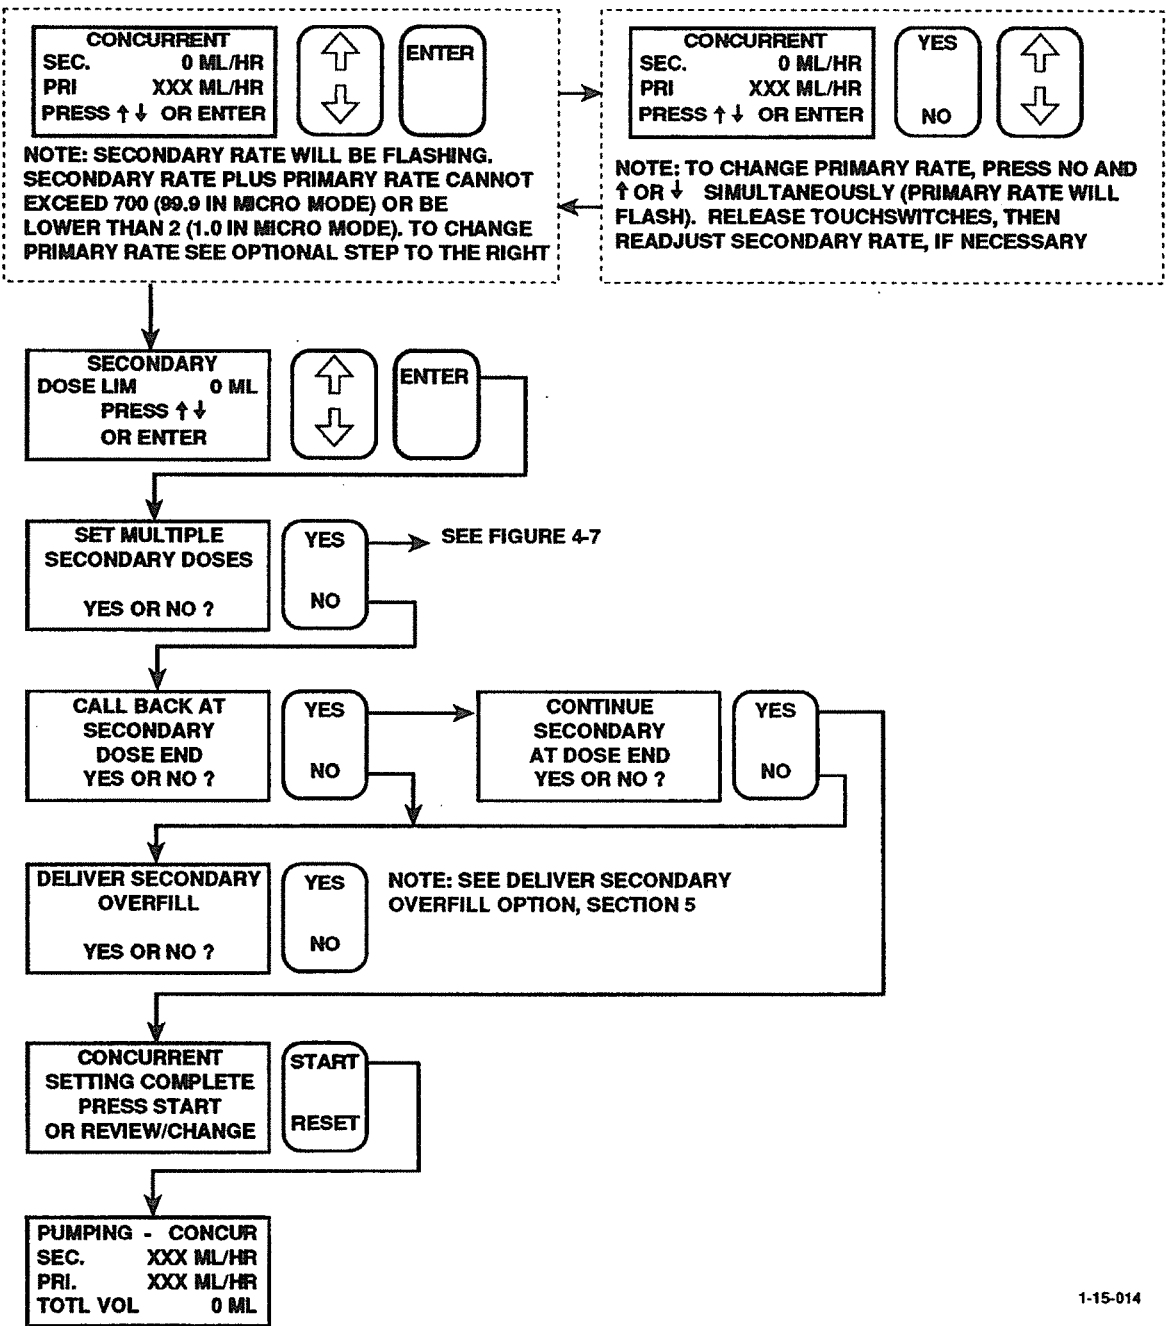 CONCURRENT
SEC. 0 ML/HR
PRI XXX ML/HR
PRESS ↑ ↓ OR ENTER
ENTER
NOTE: SECONDARY RATE WILL BE FLASHING.
SECONDARY RATE PLUS PRIMARY RATE CANNOT
EXCEED 700 (99.9 IN MICRO MODE) OR BE
LOWER THAN 2 (1.0 IN MICRO MODE). TO CHANGE
PRIMARY RATE SEE OPTIONAL STEP TO THE RIGHT
CONCURRENT
SEC. 0 ML/HR
PRI XXX ML/HR
PRESS ↑ ↓ OR ENTER
YES
NO
NOTE: TO CHANGE PRIMARY RATE, PRESS NO AND
↑ OR ↓ SIMULTANEOUSLY (PRIMARY RATE WILL
FLASH). RELEASE TOUCHSWITCHES, THEN
READJUST SECONDARY RATE, IF NECESSARY
SECONDARY
DOSE LIM 0 ML
PRESS ↑ ↓
OR ENTER
ENTER
SET MULTIPLE
SECONDARY DOSES
YES OR NO ?
YES
NO
SEE FIGURE 4-7
CALL BACK AT
SECONDARY
DOSE END
YES OR NO ?
YES
NO
CONTINUE
SECONDARY
AT DOSE END
YES OR NO ?
YES
NO
DELIVER SECONDARY
OVERFILL
YES OR NO ?
YES
NO
NOTE: SEE DELIVER SECONDARY
OVERFILL OPTION, SECTION 5
CONCURRENT
SETTING COMPLETE
PRESS START
OR REVIEW/CHANGE
START
RESET
PUMPING - CONCUR
SEC. XXX ML/HR
PRI. XXX ML/HR
TOTL VOL 0 ML
1-15-014